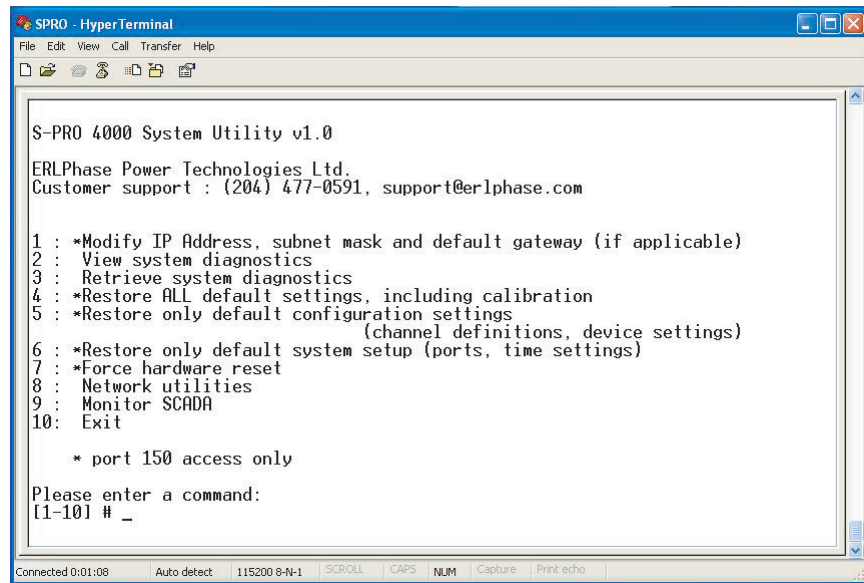 SPRO - HyperTerminal
File Edit View Call Transfer Help
S-PRO 4000 System Utility v1.0
ERLPhase Power Technologies Ltd.
Customer support : (204) 477-0591, support@erlphase.com
1 : *Modify IP Address, subnet mask and default gateway (if applicable)
2 :  View system diagnostics
3 :  Retrieve system diagnostics
4 : *Restore ALL default settings, including calibration
5 : *Restore only default configuration settings
(channel definitions, device settings)
6 : *Restore only default system setup (ports, time settings)
7 : *Force hardware reset
8 :  Network utilities
9 :  Monitor SCADA
10:  Exit
* port 150 access only
Please enter a command:
[1-10] # _
Connected 0:01:08 Auto detect 115200 8-N-1 SCROLL CAPS NUM Capture Print echo